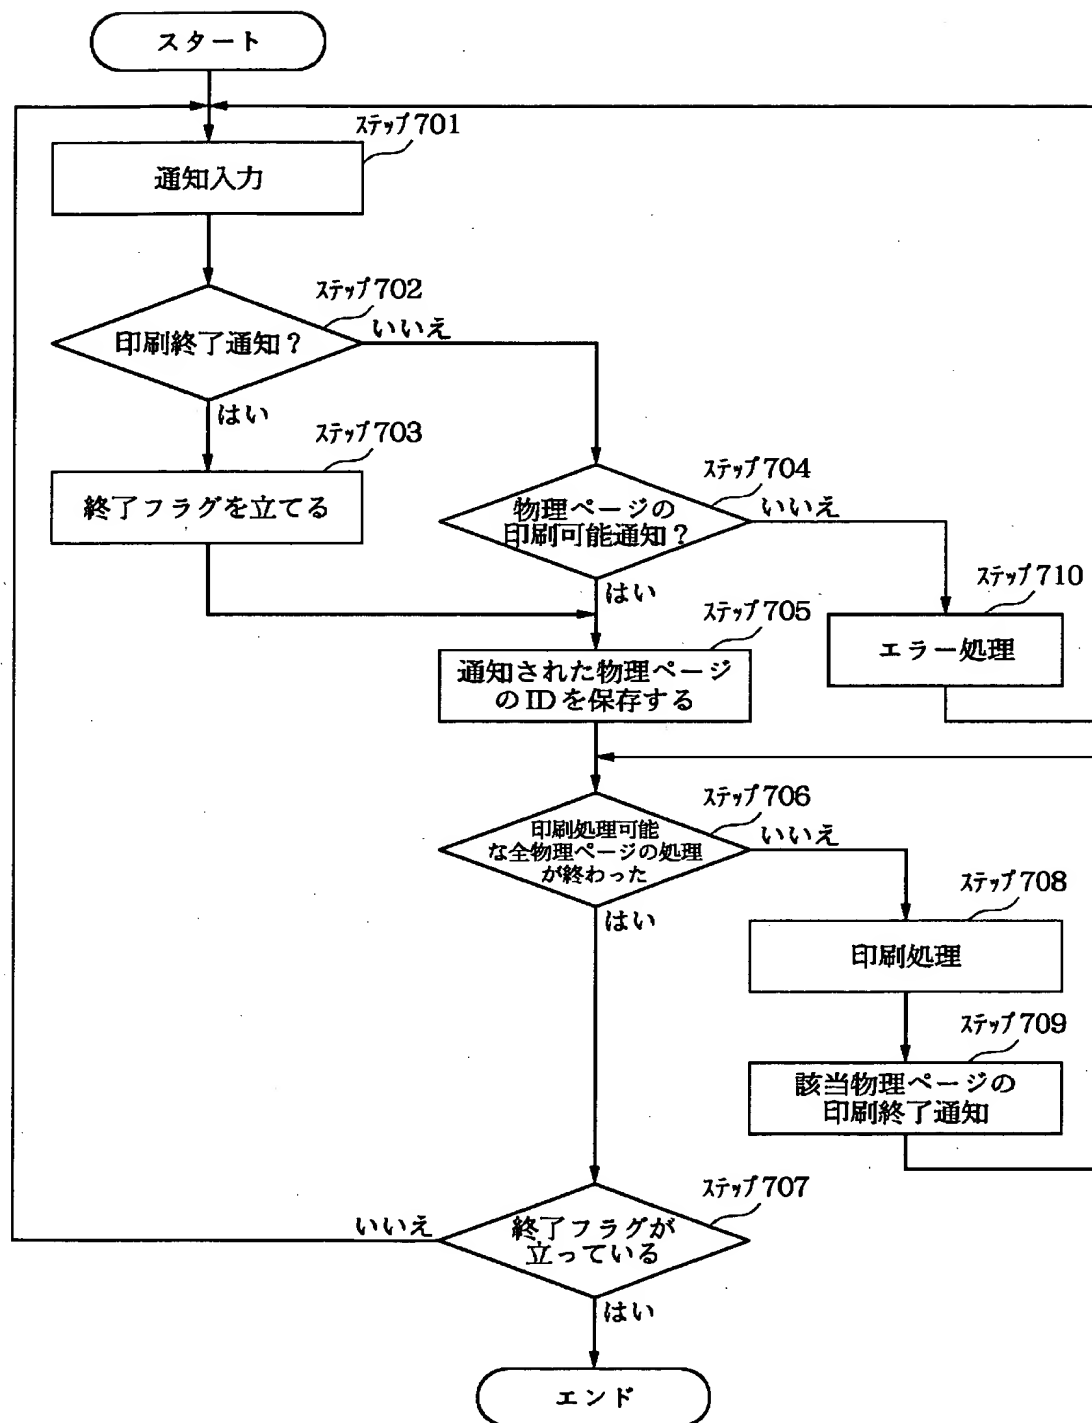 スタート
ステップ701
通知入力
ステップ702
印刷終了通知？
いいえ
はい
ステップ703
終了フラグを立てる
ステップ704
物理ページの
印刷可能通知？
いいえ
はい
ステップ710
エラー処理
ステップ705
通知された物理ページ
のIDを保存する
ステップ706
印刷処理可能
な全物理ページの処理
が終わった
いいえ
はい
ステップ708
印刷処理
ステップ709
該当物理ページの
印刷終了通知
ステップ707
終了フラグが
立っている
いいえ
はい
エンド